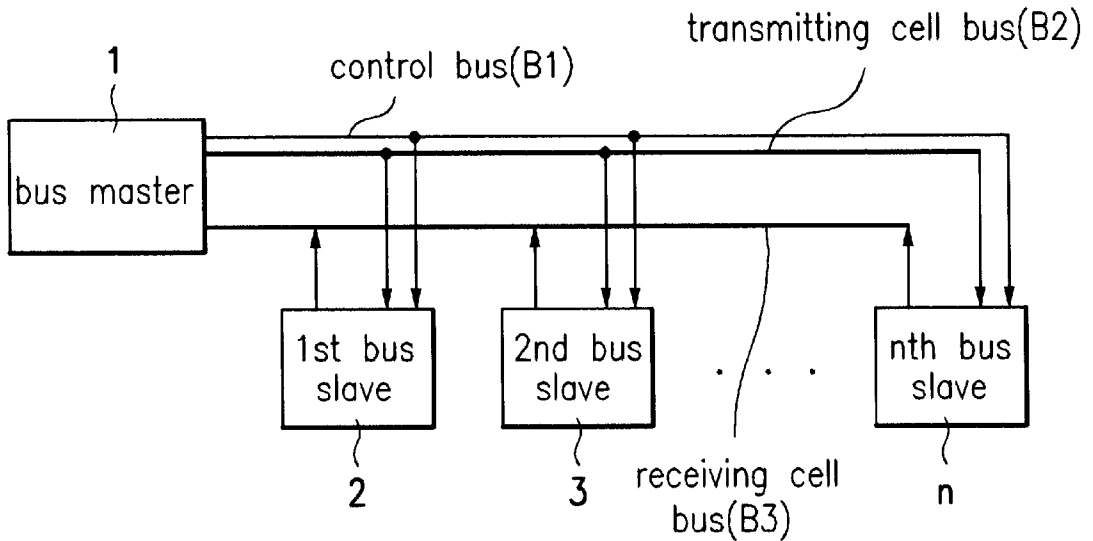 transmitting cell bus(B2)
1
control bus(B1)
bus master
1st bus
slave
2nd bus
slave
. . .
nth bus
slave
2
3
receiving cell
bus(B3)
n